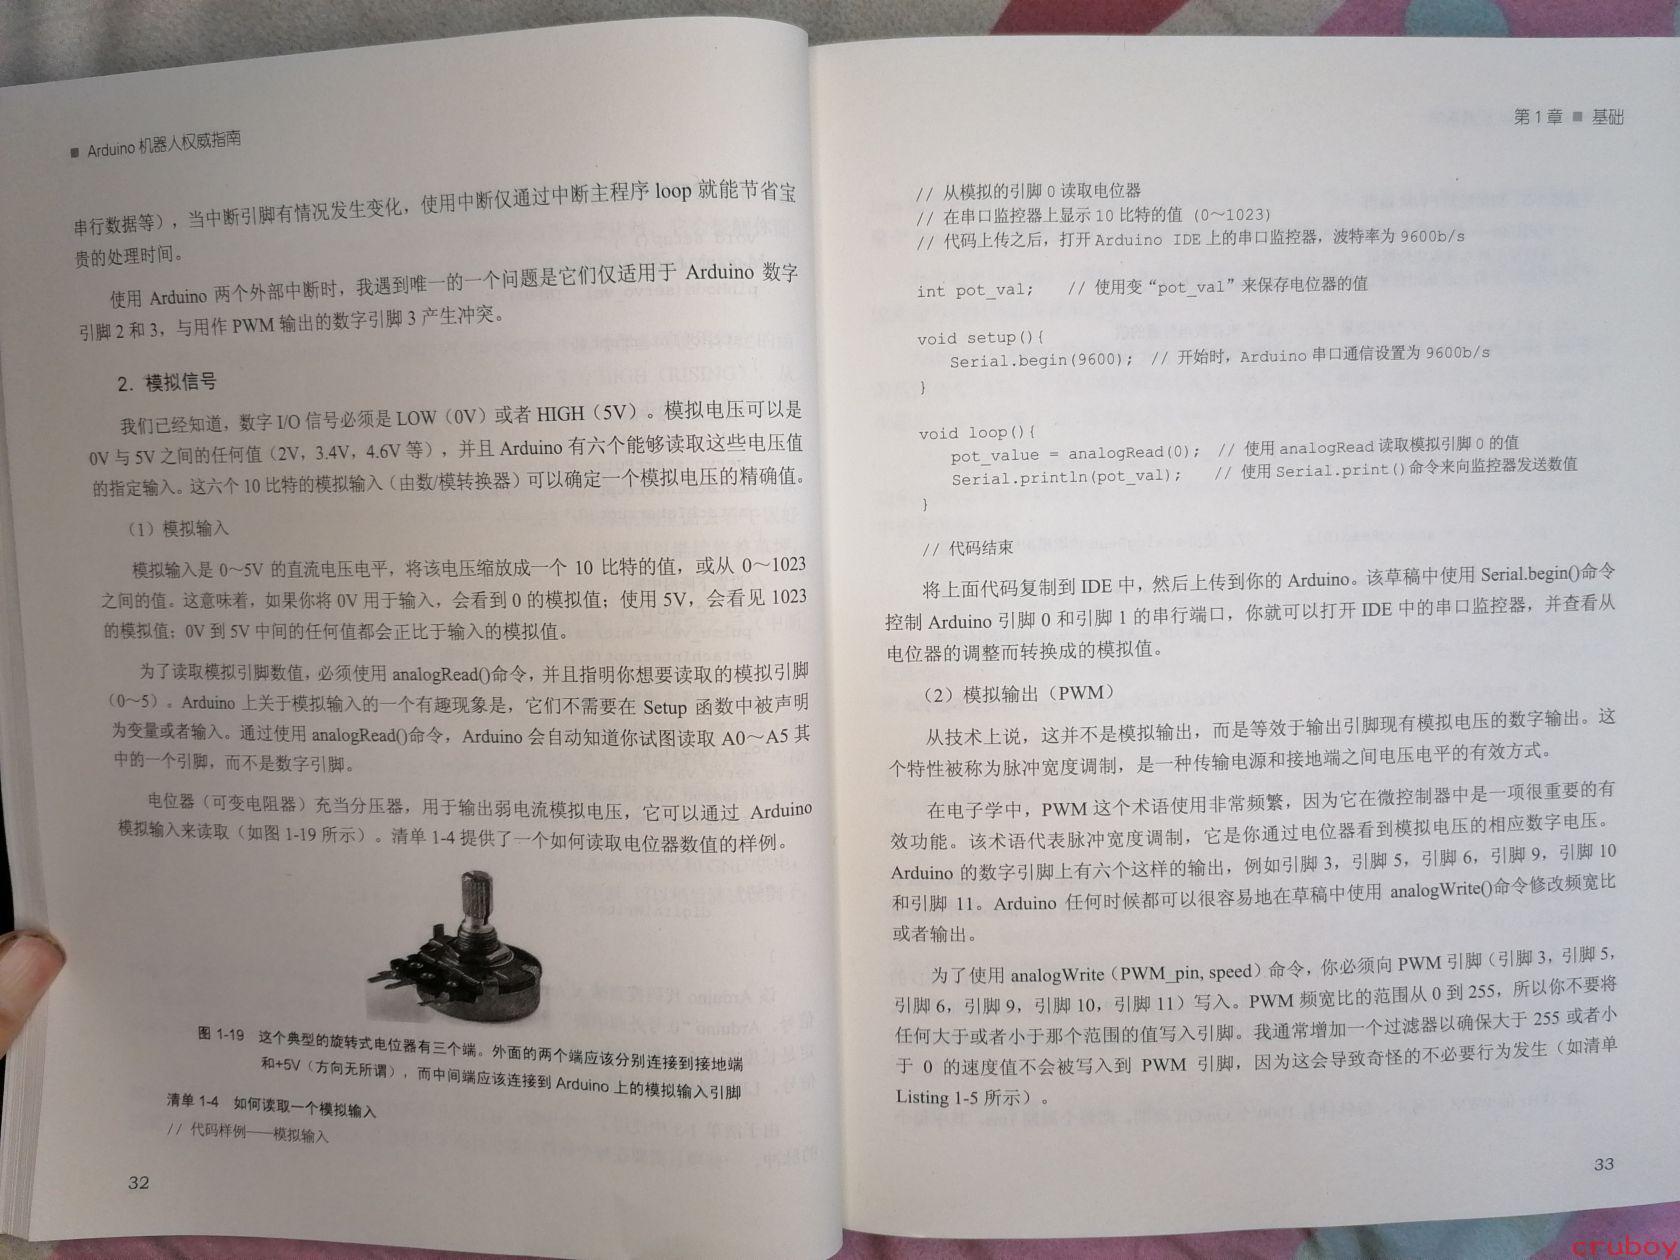 ■ Arduino 机器人权威指南
串行数据等），当中断引脚有情况发生变化，使用中断仅通过中断主程序 loop 就能节省宝
贵的处理时间。
使用 Arduino 两个外部中断时，我遇到唯一的一个问题是它们仅适用于 Arduino 数字
引脚 2 和 3，与用作 PWM 输出的数字引脚 3 产生冲突。
2．模拟信号
我们已经知道，数字 I/O 信号必须是 LOW（0V）或者 HIGH（5V）。模拟电压可以是
0V 与 5V 之间的任何值（2V，3.4V，4.6V 等），并且 Arduino 有六个能够读取这些电压值
的指定输入。这六个 10 比特的模拟输入（由数/模转换器）可以确定一个模拟电压的精确值。
（1）模拟输入
模拟输入是 0～5V 的直流电压电平，将该电压缩放成一个 10 比特的值，或从 0～1023
之间的值。这意味着，如果你将 0V 用于输入，会看到 0 的模拟值；使用 5V，会看见 1023
的模拟值；0V 到 5V 中间的任何值都会正比于输入的模拟值。
为了读取模拟引脚数值，必须使用 analogRead()命令，并且指明你想要读取的模拟引脚
（0～5）。Arduino 上关于模拟输入的一个有趣现象是，它们不需要在 Setup 函数中被声明
为变量或者输入。通过使用 analogRead()命令，Arduino 会自动知道你试图读取 A0～A5 其
中的一个引脚，而不是数字引脚。
电位器（可变电阻器）充当分压器，用于输出弱电流模拟电压，它可以通过 Arduino
模拟输入来读取（如图 1-19 所示）。清单 1-4 提供了一个如何读取电位器数值的样例。
图 1-19 这个典型的旋转式电位器有三个端。外面的两个端应该分别连接到接地端
和+5V（方向无所谓），而中间端应该连接到 Arduino 上的模拟输入引脚
清单 1-4 如何读取一个模拟输入
// 代码样例——模拟输入
32
第 1 章 ■ 基础
// 从模拟的引脚 0 读取电位器
// 在串口监控器上显示 10 比特的值 (0～1023)
// 代码上传之后，打开 Arduino IDE 上的串口监控器，波特率为 9600b/s
int pot_val; // 使用变“pot_val”来保存电位器的值
void setup(){
Serial.begin(9600); // 开始时，Arduino 串口通信设置为 9600b/s
}
void loop(){
pot_value = analogRead(0); // 使用 analogRead 读取模拟引脚 0 的值
Serial.println(pot_val); // 使用 Serial.print()命令来向监控器发送数值
}
// 代码结束
将上面代码复制到 IDE 中，然后上传到你的 Arduino。该草稿中使用 Serial.begin()命令
控制 Arduino 引脚 0 和引脚 1 的串行端口，你就可以打开 IDE 中的串口监控器，并查看从
电位器的调整而转换成的模拟值。
（2）模拟输出（PWM）
从技术上说，这并不是模拟输出，而是等效于输出引脚现有模拟电压的数字输出。这
个特性被称为脉冲宽度调制，是一种传输电源和接地端之间电压电平的有效方式。
在电子学中，PWM 这个术语使用非常频繁，因为它在微控制器中是一项很重要的有
效功能。该术语代表脉冲宽度调制，它是你通过电位器看到模拟电压的相应数字电压。
Arduino 的数字引脚上有六个这样的输出，例如引脚 3，引脚 5，引脚 6，引脚 9，引脚 10
和引脚 11。Arduino 任何时候都可以很容易地在草稿中使用 analogWrite()命令修改频宽比
或者输出。
为了使用 analogWrite（PWM_pin, speed）命令，你必须向 PWM 引脚（引脚 3，引脚 5，
引脚 6，引脚 9，引脚 10，引脚 11）写入。PWM 频宽比的范围从 0 到 255，所以你不要将
任何大于或者小于那个范围的值写入引脚。我通常增加一个过滤器以确保大于 255 或者小
于 0 的速度值不会被写入到 PWM 引脚，因为这会导致奇怪的不必要行为发生（如清单
Listing 1-5 所示）。
33
cruboy